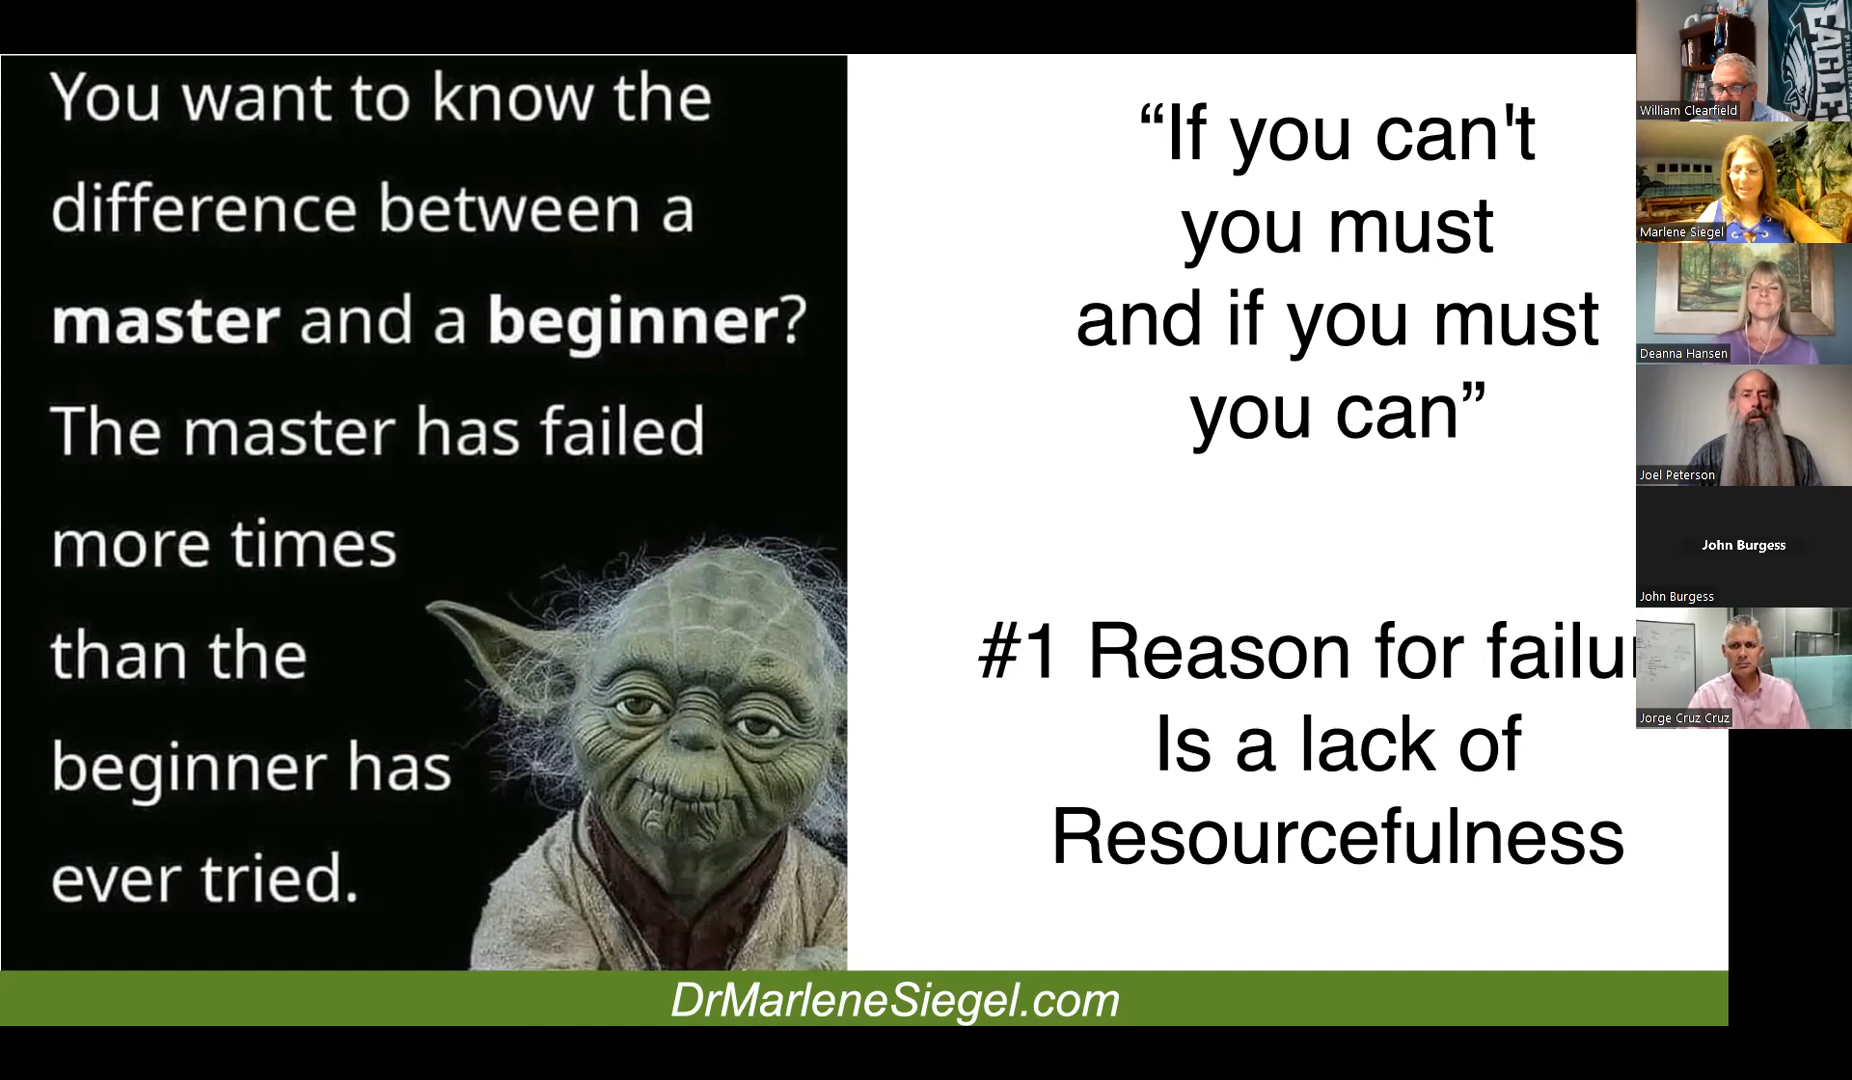 You want to know the
difference between a
master and a beginner?
The master has failed
more times
than the
beginner has
ever tried.
“If you can't
you must
and if you must
you can”
#1 Reason for failu
Is a lack of
Resourcefulness
DrMarleneSiegel.com
EAGLES
PHILADELPHIA
William Clearfield
Marlene Siegel
Deanna Hansen
Joel Peterson
John Burgess
John Burgess
Jorge Cruz Cruz